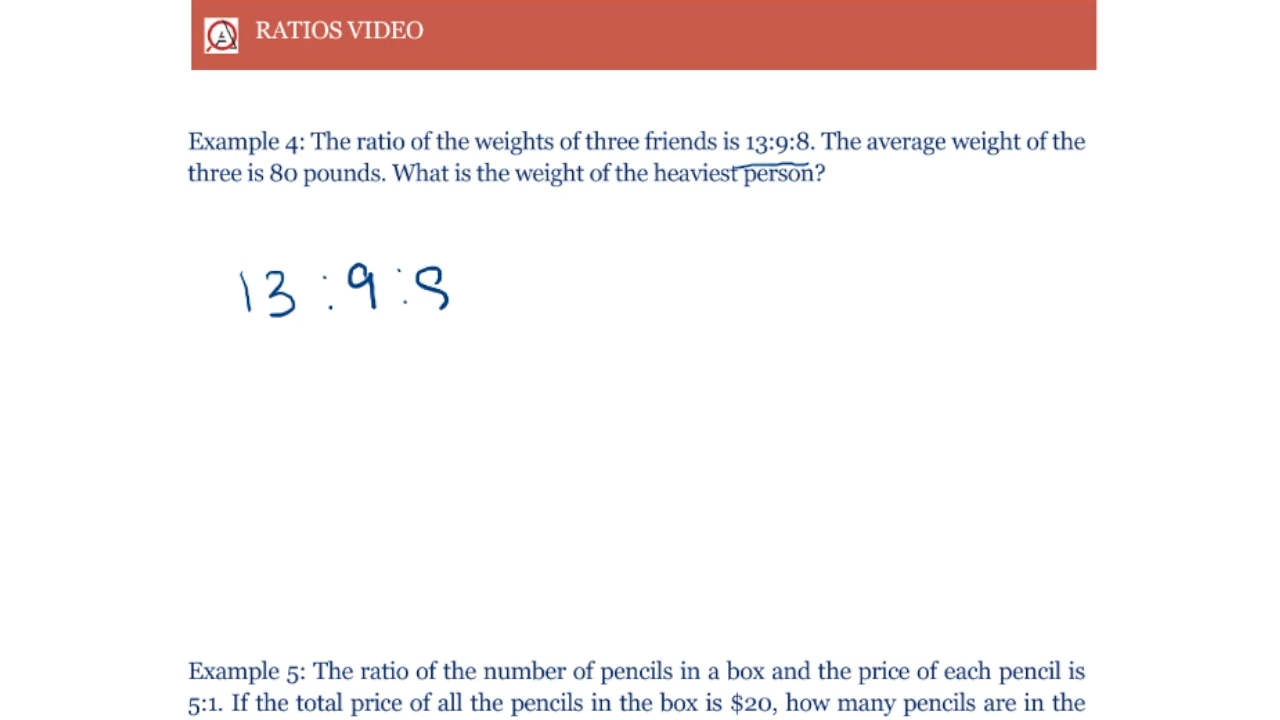 RATIOS VIDEO
Example 4: The ratio of the weights of three friends is 13:9:8. The average weight of the
three is 80 pounds. What is the weight of the heaviest person?
13 : 9 : 8
Example 5: The ratio of the number of pencils in a box and the price of each pencil is
5:1. If the total price of all the pencils in the box is $20, how many pencils are in the